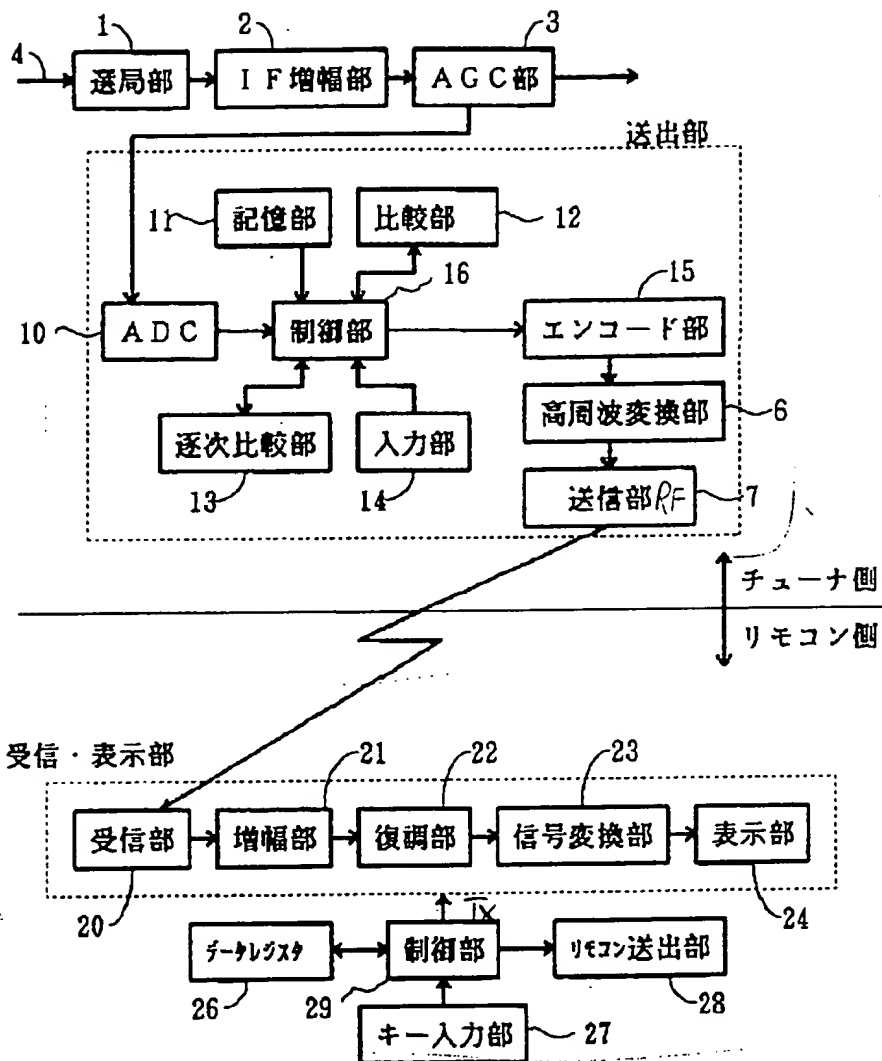 1
2
3
4
選局部
IF増幅部
AGC部
送出部
11
記憶部
比較部
12
16
15
10
ADC
制御部
エンコード部
高周波変換部
6
逐次比較部
入力部
13
14
送信部RF
7
チューナ側
リモコン側
受信・表示部
21
22
23
受信部
増幅部
復調部
信号変換部
表示部
20
24
データレジスタ
制御部
リモコン送出部
26
29
28
キー入力部
27